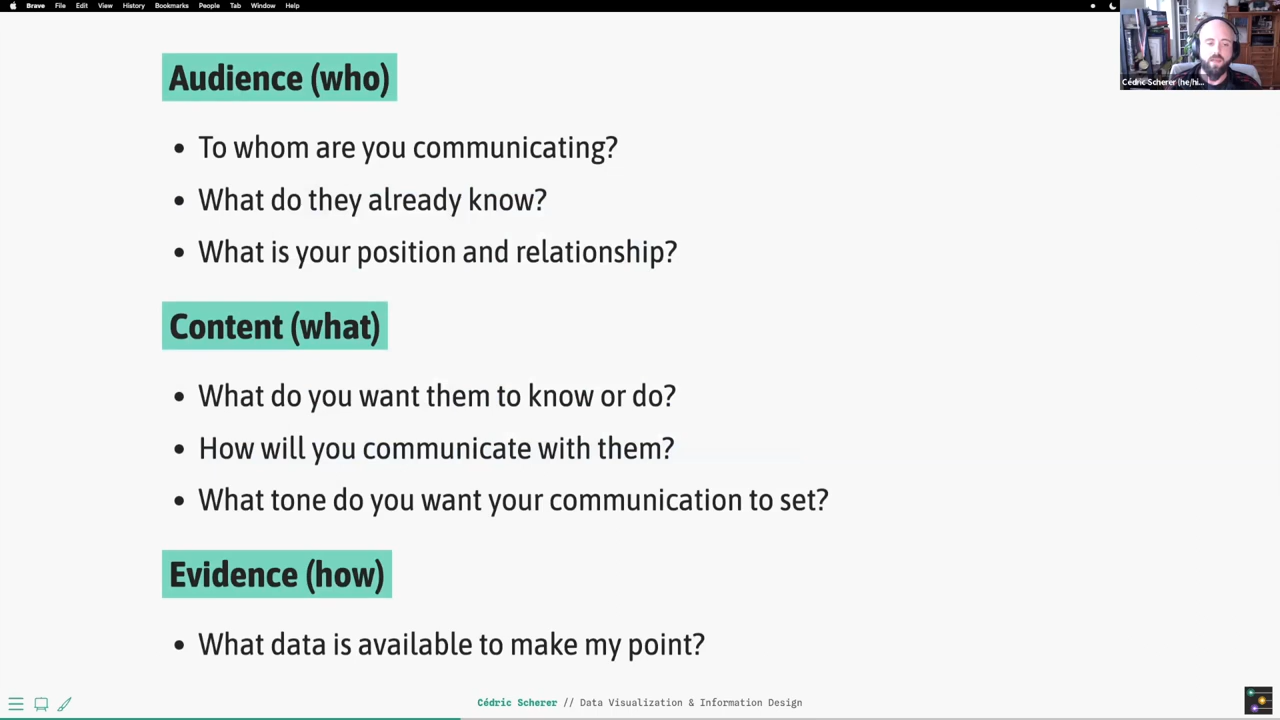 Brave File Edit View History Bookmarks People Tab Window Help
Cédric Scherer (he/hi...
Audience (who)
• To whom are you communicating?
• What do they already know?
• What is your position and relationship?
Content (what)
• What do you want them to know or do?
• How will you communicate with them?
• What tone do you want your communication to set?
Evidence (how)
• What data is available to make my point?
Cédric Scherer // Data Visualization & Information Design